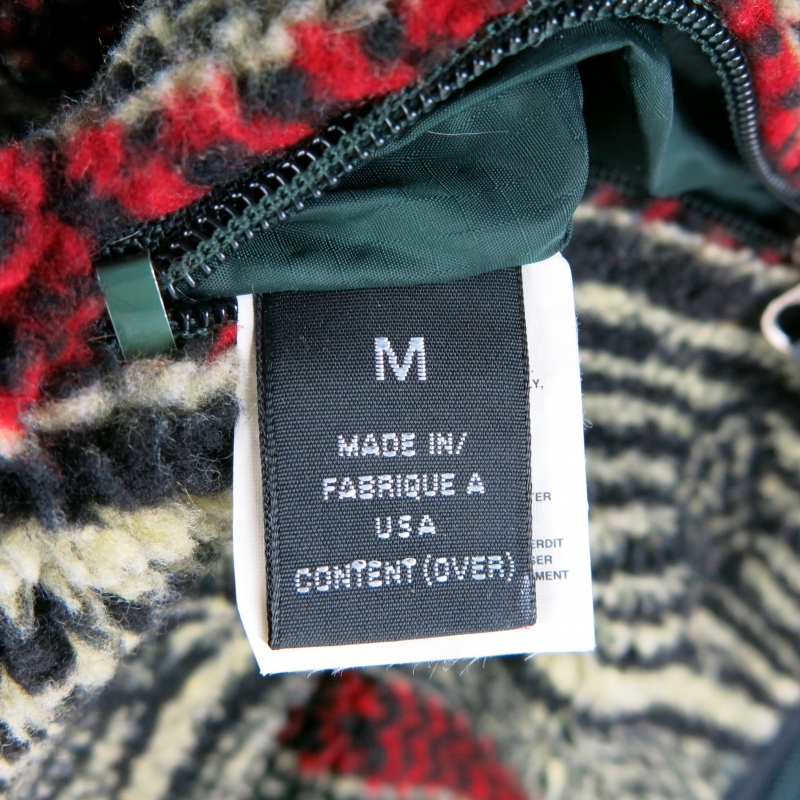 M
MADE IN/
FABRIQUE A
USA
CONTENT (OVER)